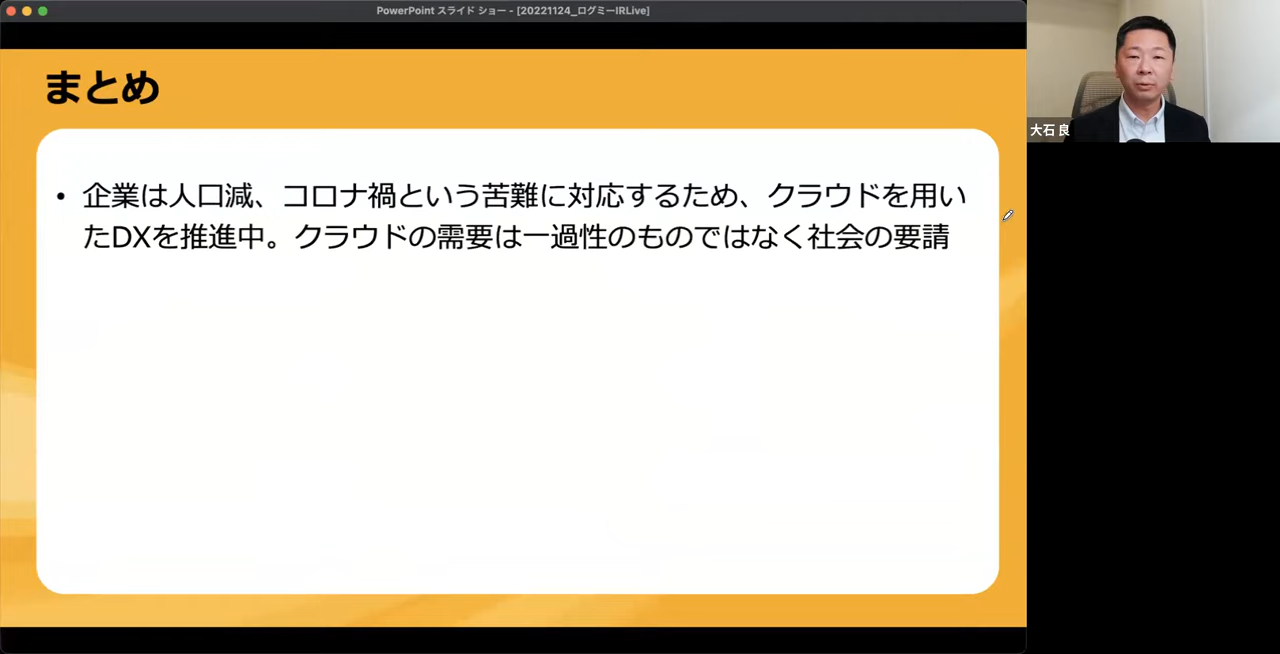 PowerPoint スライド ショー - [20221124_ログミーIRLive]
まとめ
大石 良
• 企業は人口減、コロナ禍という苦難に対応するため、クラウドを用い
たDXを推進中。クラウドの需要は一過性のものではなく社会の要請